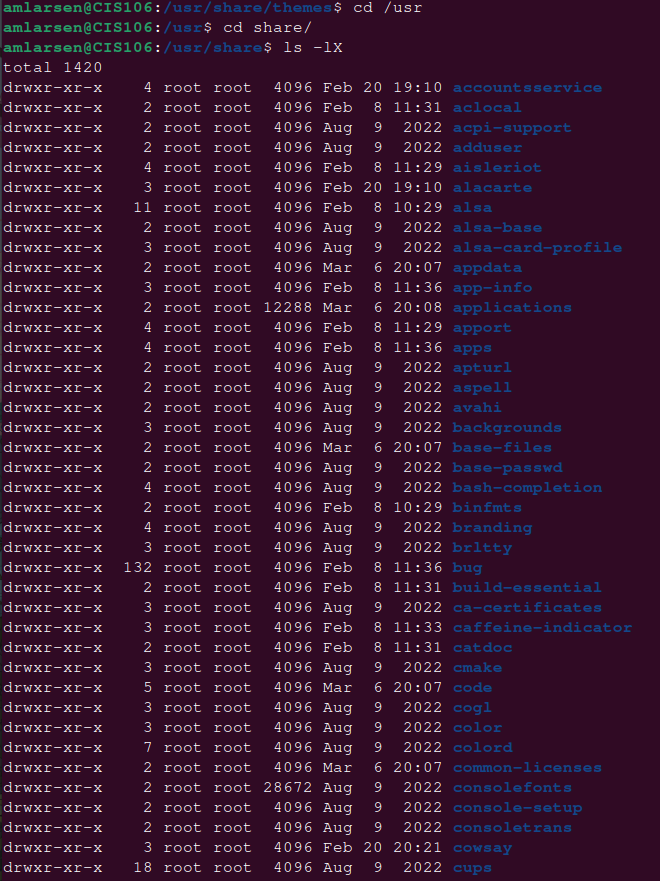 amlarsen@CIS106:/usr/share/themes$ cd /usr
amlarsen@CIS106:/usr$ cd share/
amlarsen@CIS106:/usr/share$ ls -lX
total 1420
drwxr-xr-x    4 root root  4096 Feb 20 19:10 accountsservice
drwxr-xr-x    2 root root  4096 Feb  8 11:31 aclocal
drwxr-xr-x    2 root root  4096 Aug  9  2022 acpi-support
drwxr-xr-x    2 root root  4096 Aug  9  2022 adduser
drwxr-xr-x    4 root root  4096 Feb  8 11:29 aisleriot
drwxr-xr-x    3 root root  4096 Feb 20 19:10 alacarte
drwxr-xr-x   11 root root  4096 Feb  8 10:29 alsa
drwxr-xr-x    2 root root  4096 Aug  9  2022 alsa-base
drwxr-xr-x    3 root root  4096 Aug  9  2022 alsa-card-profile
drwxr-xr-x    2 root root  4096 Mar  6 20:07 appdata
drwxr-xr-x    3 root root  4096 Feb  8 11:36 app-info
drwxr-xr-x    2 root root 12288 Mar  6 20:08 applications
drwxr-xr-x    4 root root  4096 Feb  8 11:29 apport
drwxr-xr-x    4 root root  4096 Feb  8 11:36 apps
drwxr-xr-x    2 root root  4096 Aug  9  2022 apturl
drwxr-xr-x    2 root root  4096 Aug  9  2022 aspell
drwxr-xr-x    2 root root  4096 Aug  9  2022 avahi
drwxr-xr-x    3 root root  4096 Aug  9  2022 backgrounds
drwxr-xr-x    2 root root  4096 Mar  6 20:07 base-files
drwxr-xr-x    2 root root  4096 Aug  9  2022 base-passwd
drwxr-xr-x    4 root root  4096 Aug  9  2022 bash-completion
drwxr-xr-x    2 root root  4096 Feb  8 10:29 binfmts
drwxr-xr-x    4 root root  4096 Aug  9  2022 branding
drwxr-xr-x    3 root root  4096 Aug  9  2022 brltty
drwxr-xr-x  132 root root  4096 Feb  8 11:36 bug
drwxr-xr-x    2 root root  4096 Feb  8 11:31 build-essential
drwxr-xr-x    3 root root  4096 Aug  9  2022 ca-certificates
drwxr-xr-x    3 root root  4096 Feb  8 11:33 caffeine-indicator
drwxr-xr-x    2 root root  4096 Feb  8 11:31 catdoc
drwxr-xr-x    3 root root  4096 Aug  9  2022 cmake
drwxr-xr-x    5 root root  4096 Mar  6 20:07 code
drwxr-xr-x    3 root root  4096 Aug  9  2022 cogl
drwxr-xr-x    3 root root  4096 Aug  9  2022 color
drwxr-xr-x    7 root root  4096 Aug  9  2022 colord
drwxr-xr-x    2 root root  4096 Mar  6 20:07 common-licenses
drwxr-xr-x    2 root root 28672 Aug  9  2022 consolefonts
drwxr-xr-x    2 root root  4096 Aug  9  2022 console-setup
drwxr-xr-x    2 root root  4096 Aug  9  2022 consoletrans
drwxr-xr-x    3 root root  4096 Feb 20 20:21 cowsay
drwxr-xr-x   18 root root  4096 Aug  9  2022 cups